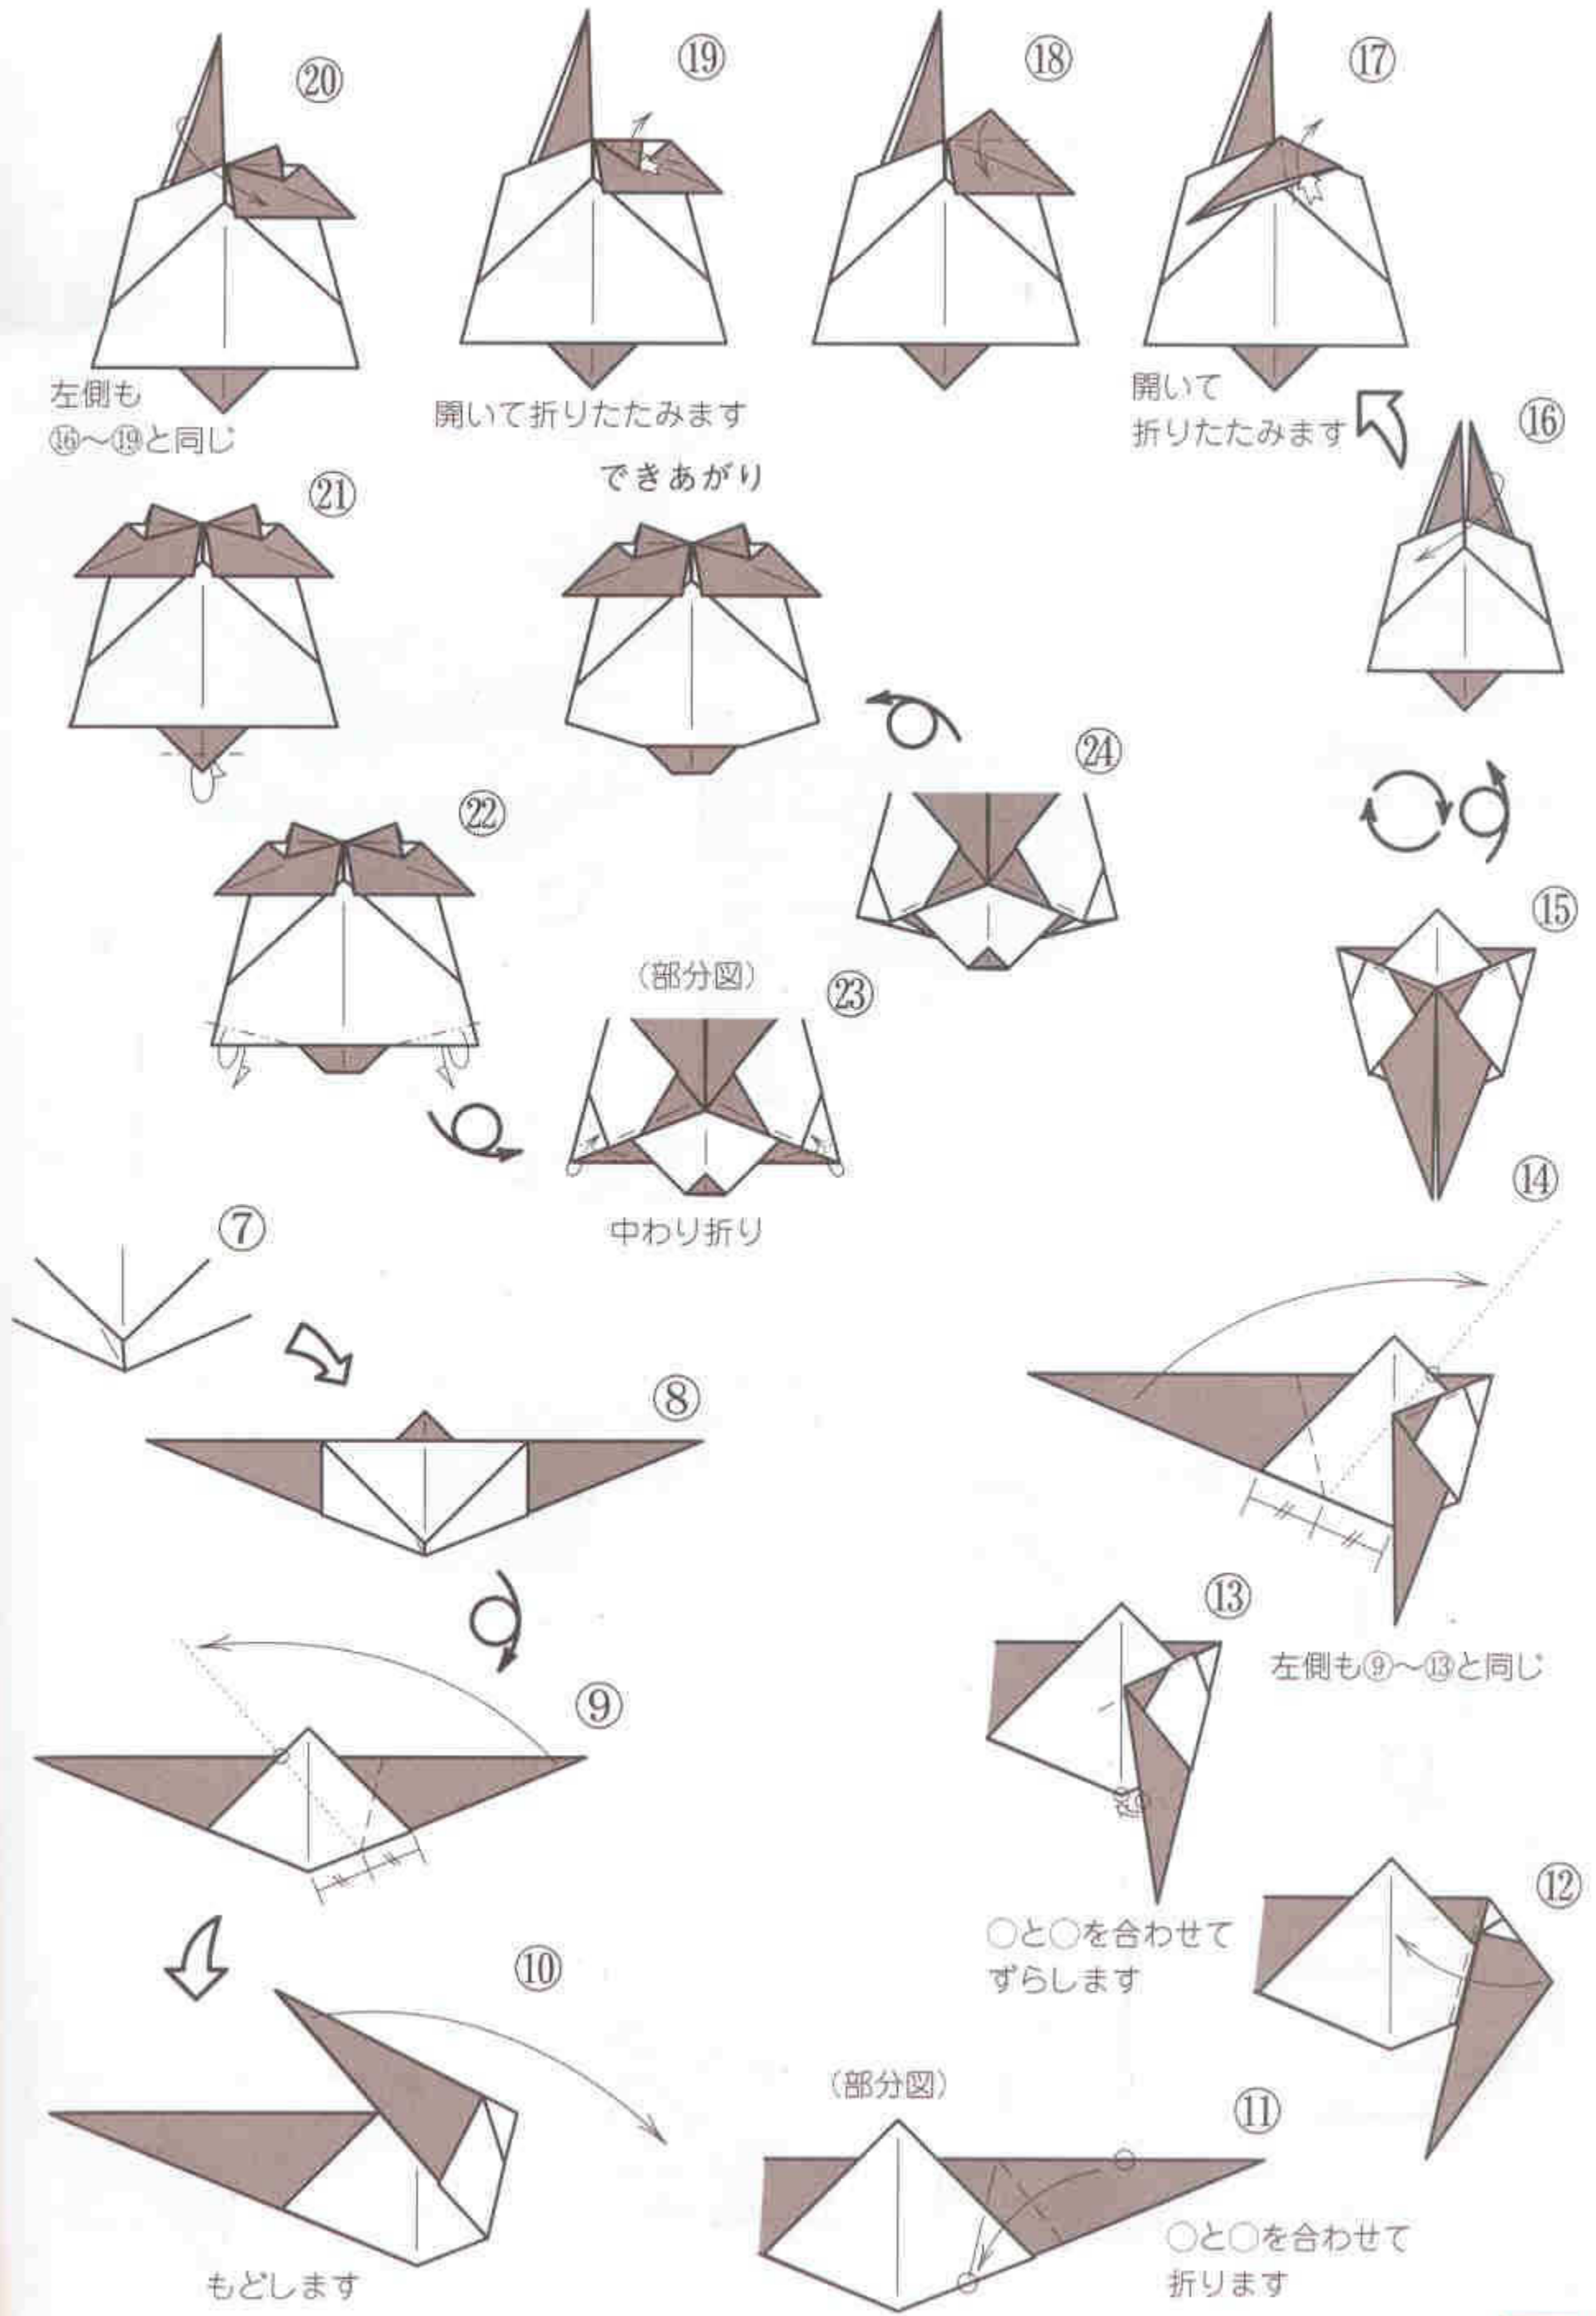 ⑳
⑲
⑱
⑰
左側も
⑯~⑲と同じ
開いて折りたたみます
開いて
折りたたみます
⑯
できあがり
㉑
㉔
㉒
⑮
(部分図)
㉓
中わり折り
⑭
⑦
⑧
⑬
左側も⑨~⑬と同じ
⑨
⑫
○と○を合わせて
ずらします
⑩
(部分図)
⑪
○と○を合わせて
折ります
もどします